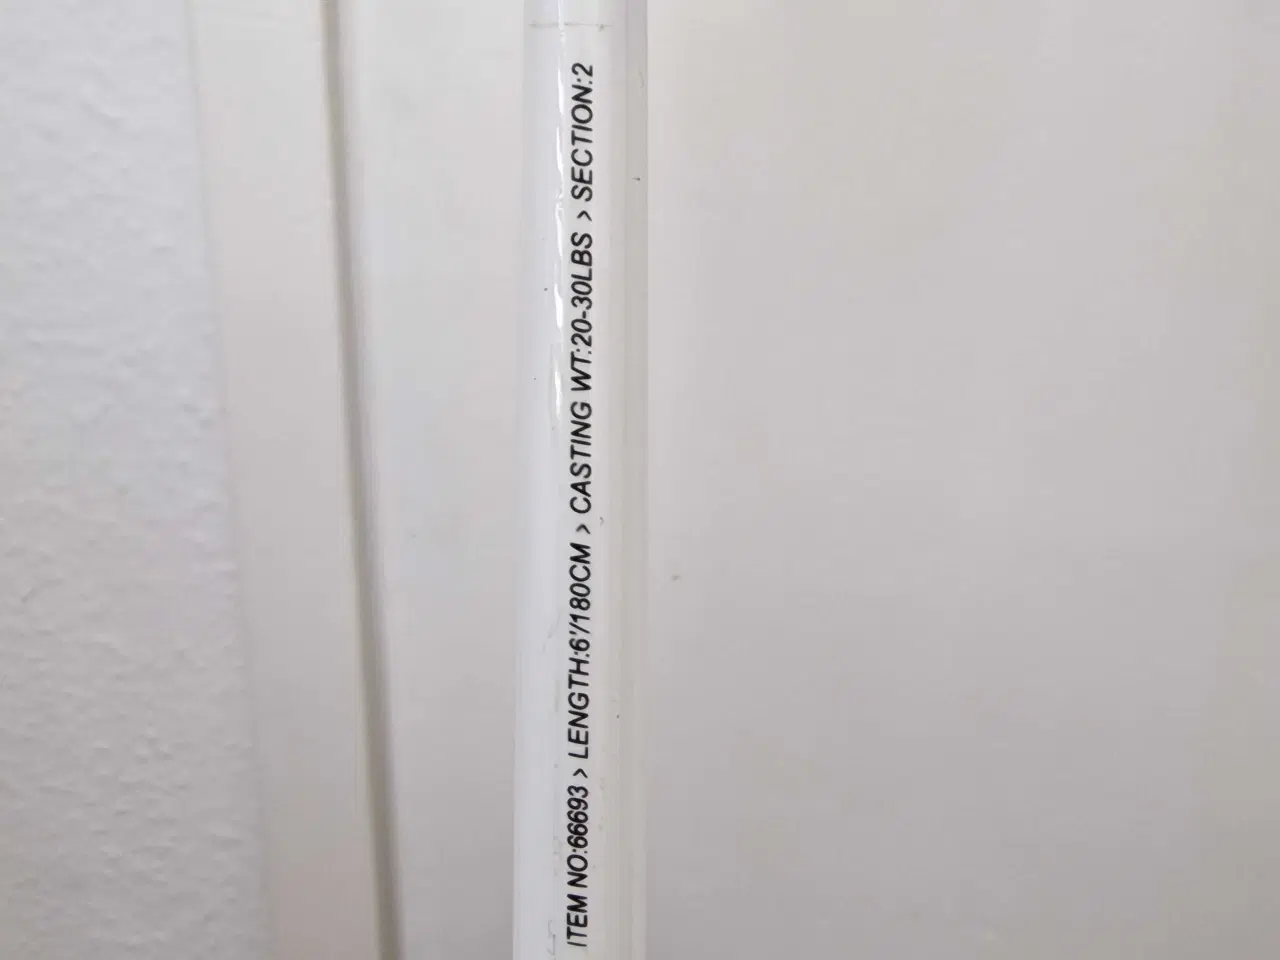 ITEM NO:66693 > LENGTH:6'/180CM > CASTING WT:20-30LBS > SECTION:2